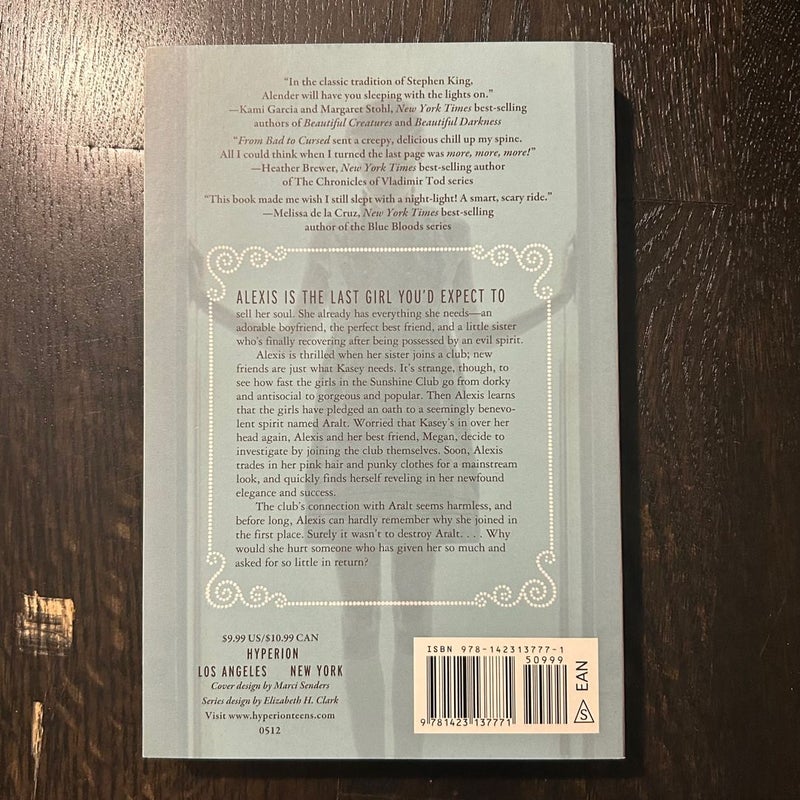 “In the classic tradition of Stephen King,
Alender will have you sleeping with the lights on.”
—Kami Garcia and Margaret Stohl, New York Times best-selling
authors of Beautiful Creatures and Beautiful Darkness
“From Bad to Cursed sent a creepy, delicious chill up my spine.
All I could think when I turned the last page was more, more, more!”
—Heather Brewer, New York Times best-selling author
of The Chronicles of Vladimir Tod series
“This book made me wish I still slept with a night-light! A smart, scary ride.”
—Melissa de la Cruz, New York Times best-selling
author of the Blue Bloods series
ALEXIS IS THE LAST GIRL YOU’D EXPECT TO
sell her soul. She already has everything she needs—an
adorable boyfriend, the perfect best friend, and a little sister
who’s finally recovering after being possessed by an evil spirit.
Alexis is thrilled when her sister joins a club; new
friends are just what Kasey needs. It’s strange, though, to
see how fast the girls in the Sunshine Club go from dorky
and antisocial to gorgeous and popular. Then Alexis learns
that the girls have pledged an oath to a seemingly benevo-
lent spirit named Aralt. Worried that Kasey’s in over her
head again, Alexis and her best friend, Megan, decide to
investigate by joining the club themselves. Soon, Alexis
trades in her pink hair and punky clothes for a mainstream
look, and quickly finds herself reveling in her newfound
elegance and success.
The club’s connection with Aralt seems harmless, and
before long, Alexis can hardly remember why she joined in
the first place. Surely it wasn’t to destroy Aralt. . . . Why
would she hurt someone who has given her so much and
asked for so little in return?
$9.99 US/$10.99 CAN
HYPERION
LOS ANGELES NEW YORK
Cover design by Marci Senders
Series design by Elizabeth H. Clark
Visit www.hyperionteens.com
0512
ISBN 978-142313777-1
50999
9 781423 137771
S EAN